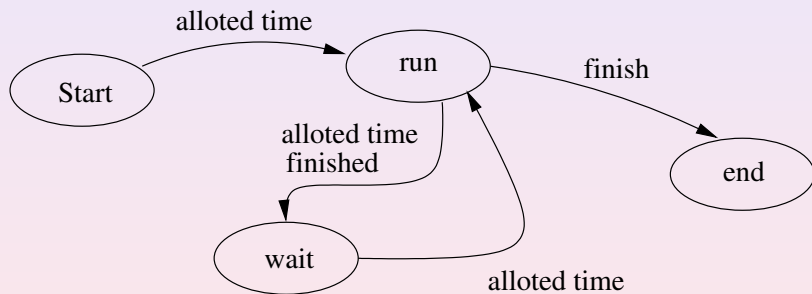 alloted time
run
finish
Start
alloted time
finished
end
wait
alloted time